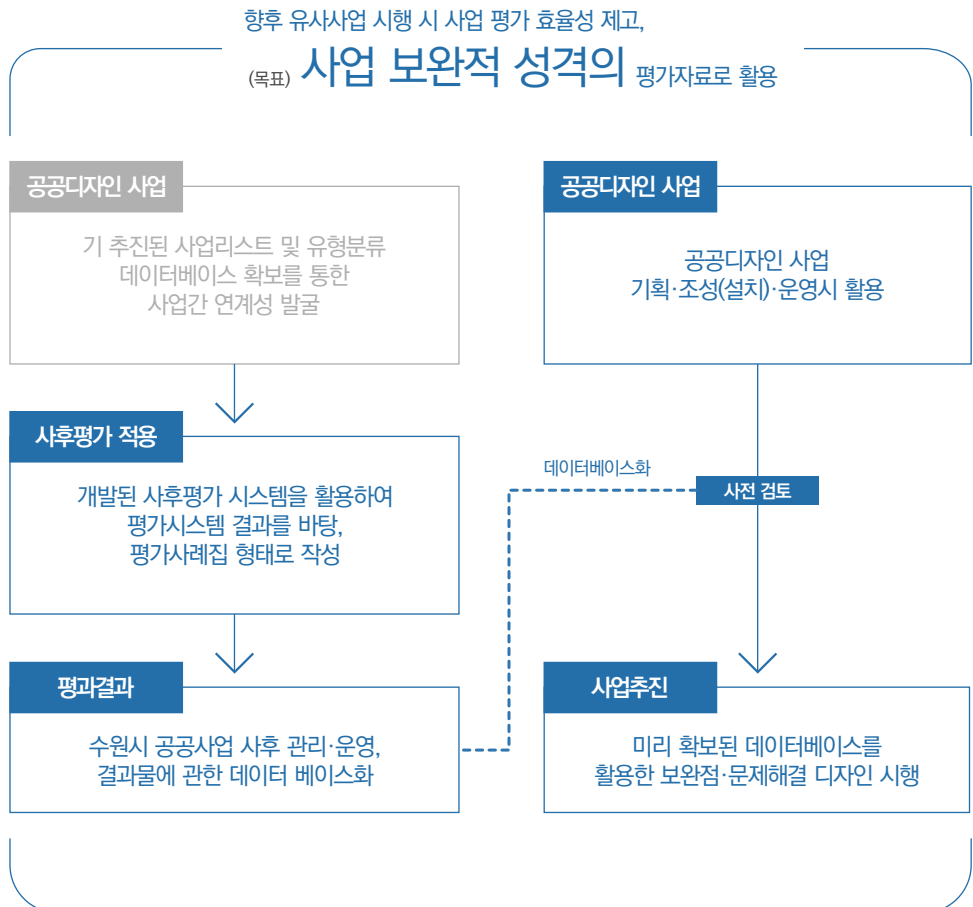 향후 유사사업 시행 시 사업 평가 효율성 제고,
(목표) 사업 보완적 성격의 평가자료로 활용
공공디자인 사업
기 추진된 사업리스트 및 유형분류
데이터베이스 확보를 통한
사업간 연계성 발굴
사후평가 적용
개발된 사후평가 시스템을 활용하여
평가시스템 결과를 바탕,
평가사례집 형태로 작성
평과결과
수원시 공공사업 사후 관리·운영,
결과물에 관한 데이터 베이스화
공공디자인 사업
공공디자인 사업
기획·조성(설치)·운영시 활용
데이터베이스화
사전 검토
사업추진
미리 확보된 데이터베이스를
활용한 보완점·문제해결 디자인 시행